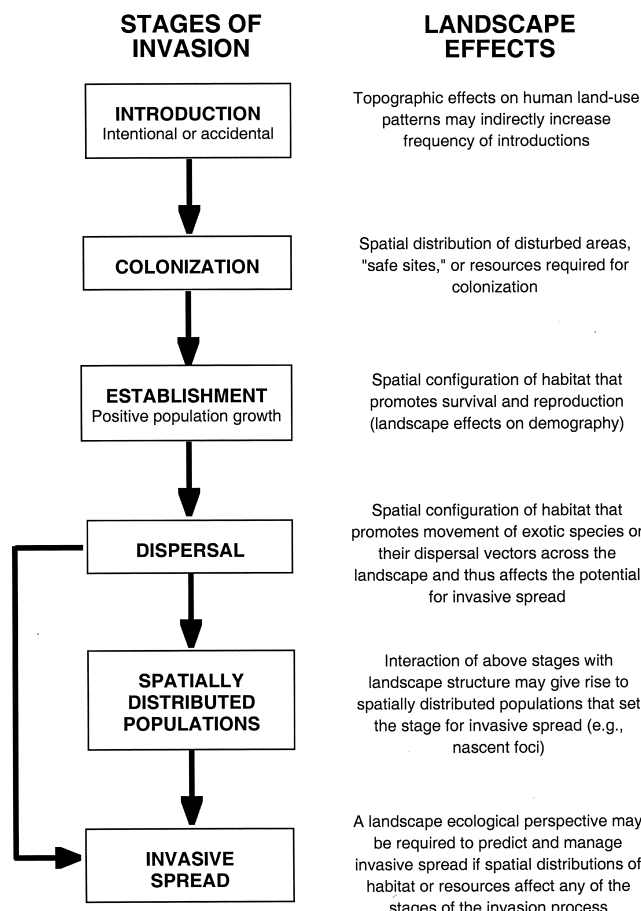 STAGES OF
INVASION
LANDSCAPE
EFFECTS
INTRODUCTION
Intentional or accidental
Topographic effects on human land-use
patterns may indirectly increase
frequency of introductions
COLONIZATION
Spatial distribution of disturbed areas,
"safe sites," or resources required for
colonization
ESTABLISHMENT
Positive population growth
Spatial configuration of habitat that
promotes survival and reproduction
(landscape effects on demography)
DISPERSAL
Spatial configuration of habitat that
promotes movement of exotic species or
their dispersal vectors across the
landscape and thus affects the potential
for invasive spread
SPATIALLY
DISTRIBUTED
POPULATIONS
Interaction of above stages with
landscape structure may give rise to
spatially distributed populations that set
the stage for invasive spread (e.g.,
nascent foci)
INVASIVE
SPREAD
A landscape ecological perspective may
be required to predict and manage
invasive spread if spatial distributions of
habitat or resources affect any of the
stages of the invasion process